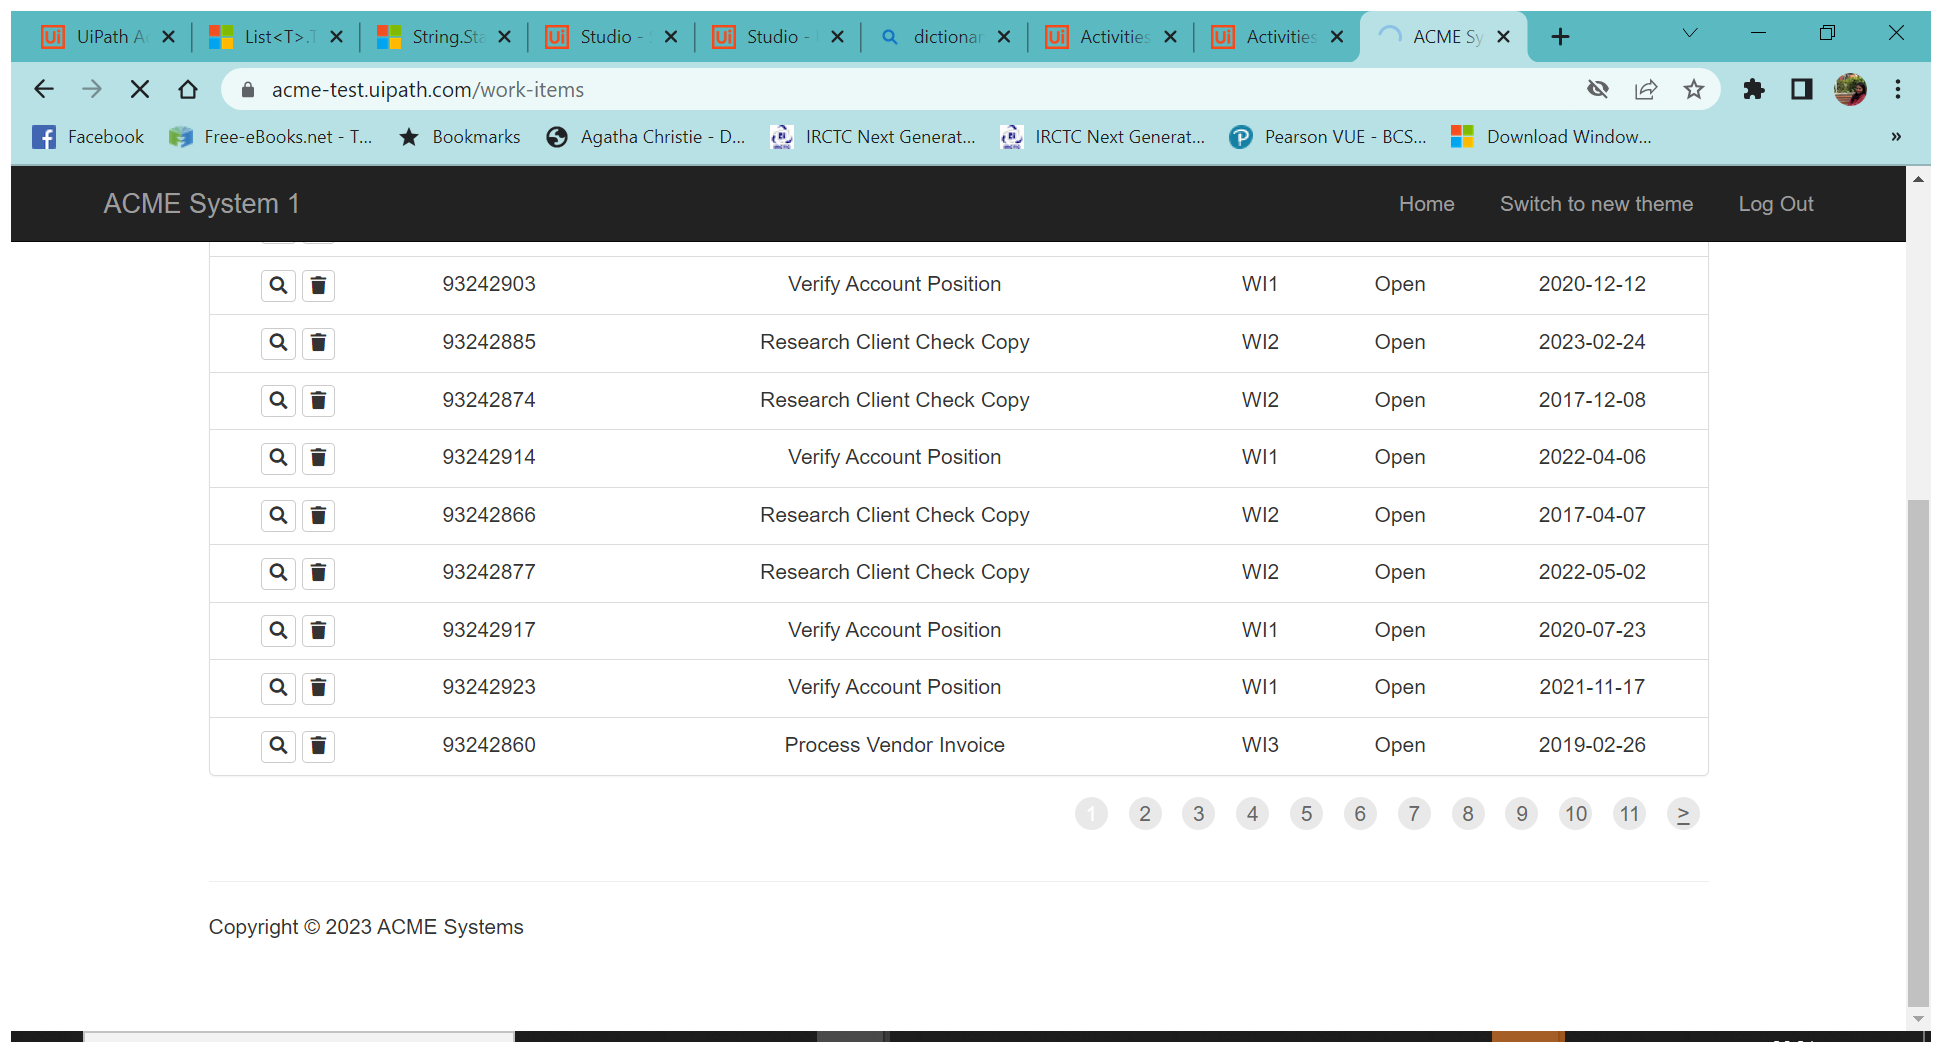 UiPath A
List<T>.T
String.Sta
Studio -
Studio -
dictionar
Activities
Activities
ACME Sy
acme-test.uipath.com/work-items
Facebook
Free-eBooks.net - T...
Bookmarks
Agatha Christie - D...
IRCTC Next Generat...
IRCTC Next Generat...
Pearson VUE - BCS...
Download Window...
»
ACME System 1
Home
Switch to new theme
Log Out
93242903 Verify Account Position WI1 Open 2020-12-12
93242885 Research Client Check Copy WI2 Open 2023-02-24
93242874 Research Client Check Copy WI2 Open 2017-12-08
93242914 Verify Account Position WI1 Open 2022-04-06
93242866 Research Client Check Copy WI2 Open 2017-04-07
93242877 Research Client Check Copy WI2 Open 2022-05-02
93242917 Verify Account Position WI1 Open 2020-07-23
93242923 Verify Account Position WI1 Open 2021-11-17
93242860 Process Vendor Invoice WI3 Open 2019-02-26
1 2 3 4 5 6 7 8 9 10 11 >
Copyright © 2023 ACME Systems